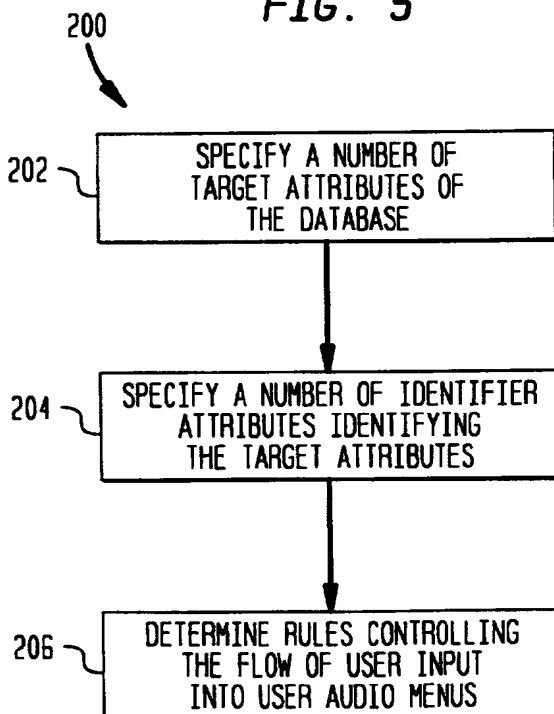 FIG. 5
200
202
SPECIFY A NUMBER OF
TARGET ATTRIBUTES OF
THE DATABASE
204
SPECIFY A NUMBER OF IDENTIFIER
ATTRIBUTES IDENTIFYING
THE TARGET ATTRIBUTES
206
DETERMINE RULES CONTROLLING
THE FLOW OF USER INPUT
INTO USER AUDIO MENUS